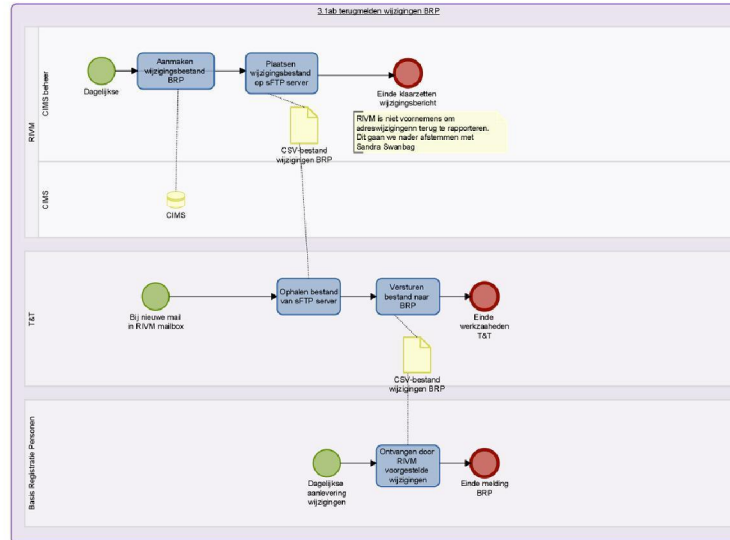 3.1ab terugmelden wijzigingen BRP
RIVM
CIMS beheer
Dagelijkse
Aanmaken
wijzigingsbestand
BRP
Plaatsen
wijzigingsbestand
op sFTP server
Einde klaarzetten
wijzigingsbericht
CSV-bestand
wijzigingen BRP
RIVM is niet voornemens om
adreswijzigingenn terug te rapporteren.
Dit gaan we nader afstemmen met
Sandra Swanbag
CIMS
CIMS
T&T
Bij nieuwe mail
in RIVM mailbox
Ophalen bestand
van sFTP server
Versturen
bestand naar
BRP
Einde
werkzaaheden
T&T
CSV-bestand
wijzigingen BRP
Basis Registratie Personen
Dagelijkse
aanlevering
wijzigingen
Ontvangen door
RIVM
voorgestelde
wijzigingen
Einde melding
BRP